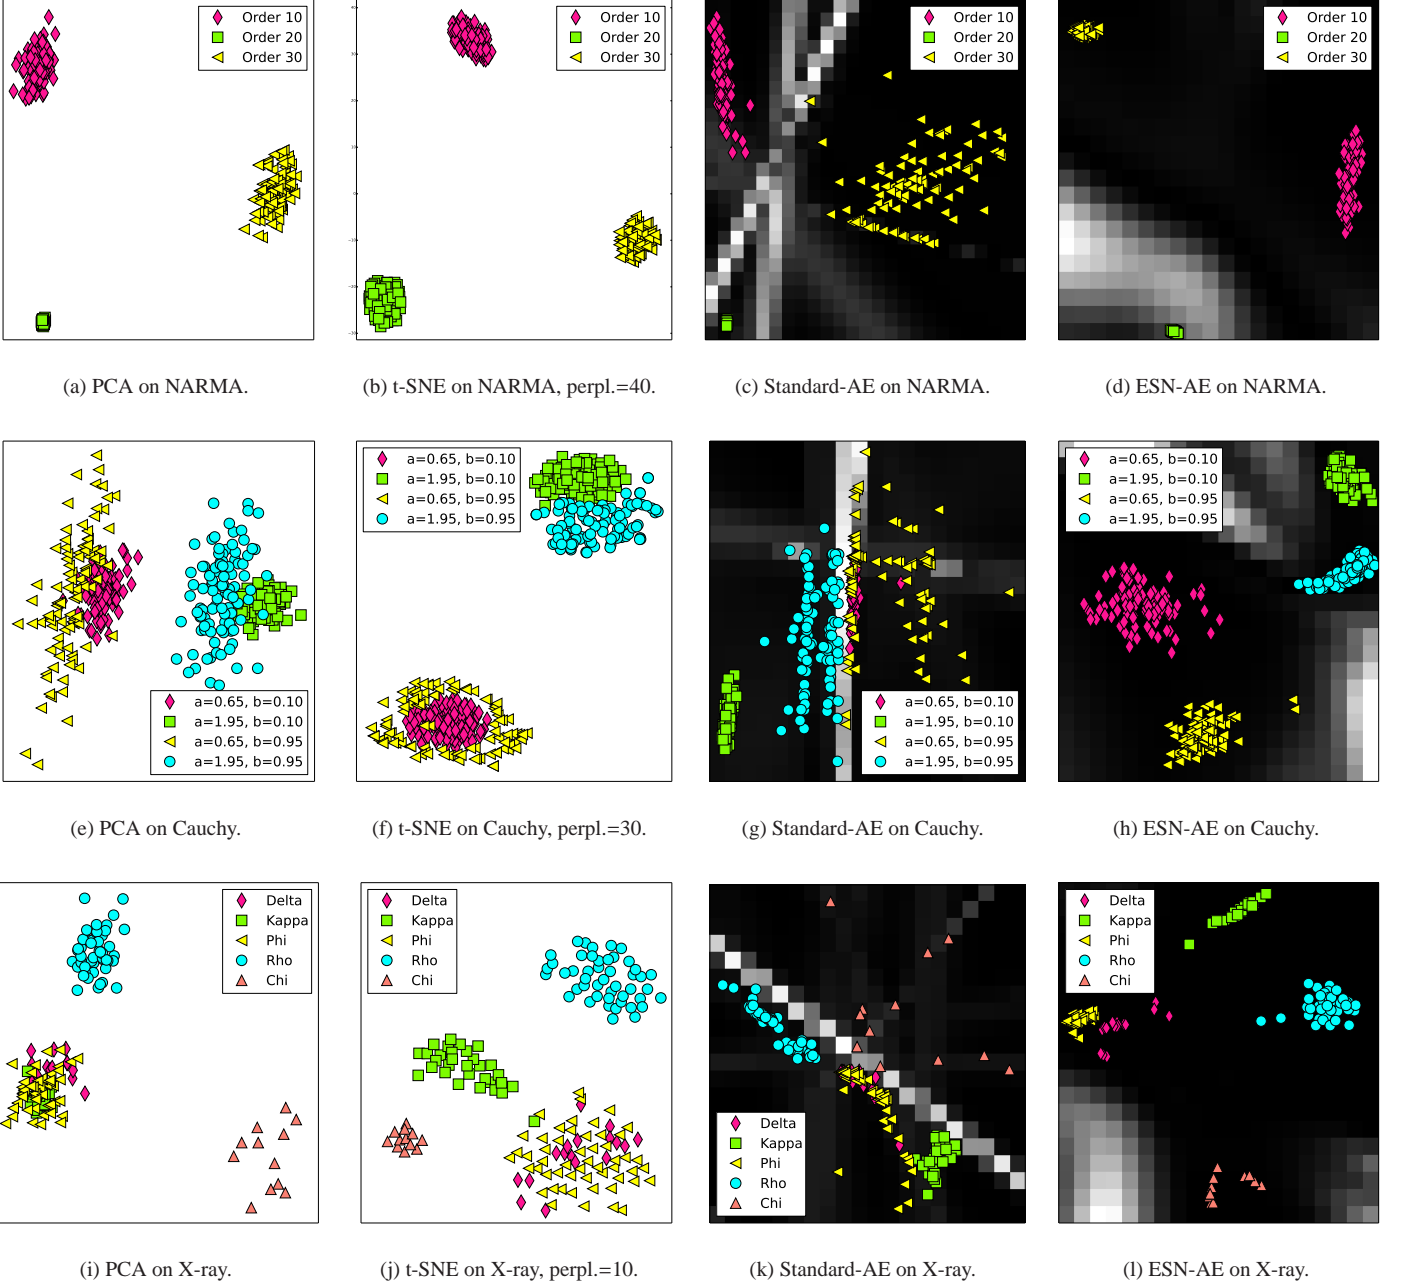 Order 10
Order 20
Order 30
Order 10
Order 20
Order 30
Order 10
Order 20
Order 30
Order 10
Order 20
Order 30
(a) PCA on NARMA.
(b) t-SNE on NARMA, perpl.=40.
(c) Standard-AE on NARMA.
(d) ESN-AE on NARMA.
a=0.65, b=0.10
a=1.95, b=0.10
a=0.65, b=0.95
a=1.95, b=0.95
a=0.65, b=0.10
a=1.95, b=0.10
a=0.65, b=0.95
a=1.95, b=0.95
a=0.65, b=0.10
a=1.95, b=0.10
a=0.65, b=0.95
a=1.95, b=0.95
a=0.65, b=0.10
a=1.95, b=0.10
a=0.65, b=0.95
a=1.95, b=0.95
(e) PCA on Cauchy.
(f) t-SNE on Cauchy, perpl.=30.
(g) Standard-AE on Cauchy.
(h) ESN-AE on Cauchy.
Delta
Kappa
Phi
Rho
Chi
Delta
Kappa
Phi
Rho
Chi
Delta
Kappa
Phi
Rho
Chi
Delta
Kappa
Phi
Rho
Chi
(i) PCA on X-ray.
(j) t-SNE on X-ray, perpl.=10.
(k) Standard-AE on X-ray.
(l) ESN-AE on X-ray.